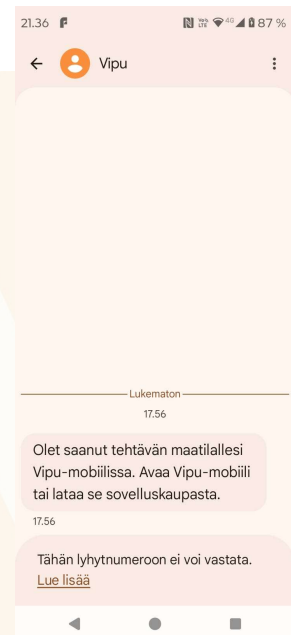 21.36 87 %
Vipu
Lukematon
17.56
Olet saanut tehtävän maatilallesi
Vipu-mobiilissa. Avaa Vipu-mobiili
tai lataa se sovelluskaupasta.
17.56
Tähän lyhytnumeroon ei voi vastata.
Lue lisää